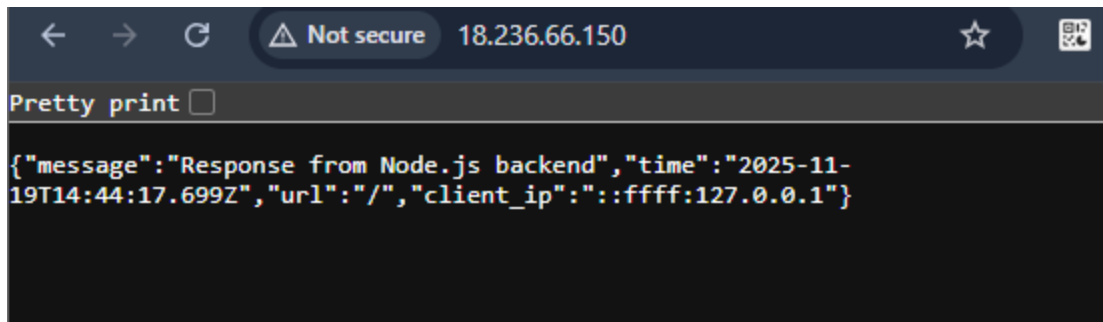 Not secure 18.236.66.150
Pretty print
{"message":"Response from Node.js backend","time":"2025-11-
19T14:44:17.699Z","url":"/","client_ip":"::ffff:127.0.0.1"}